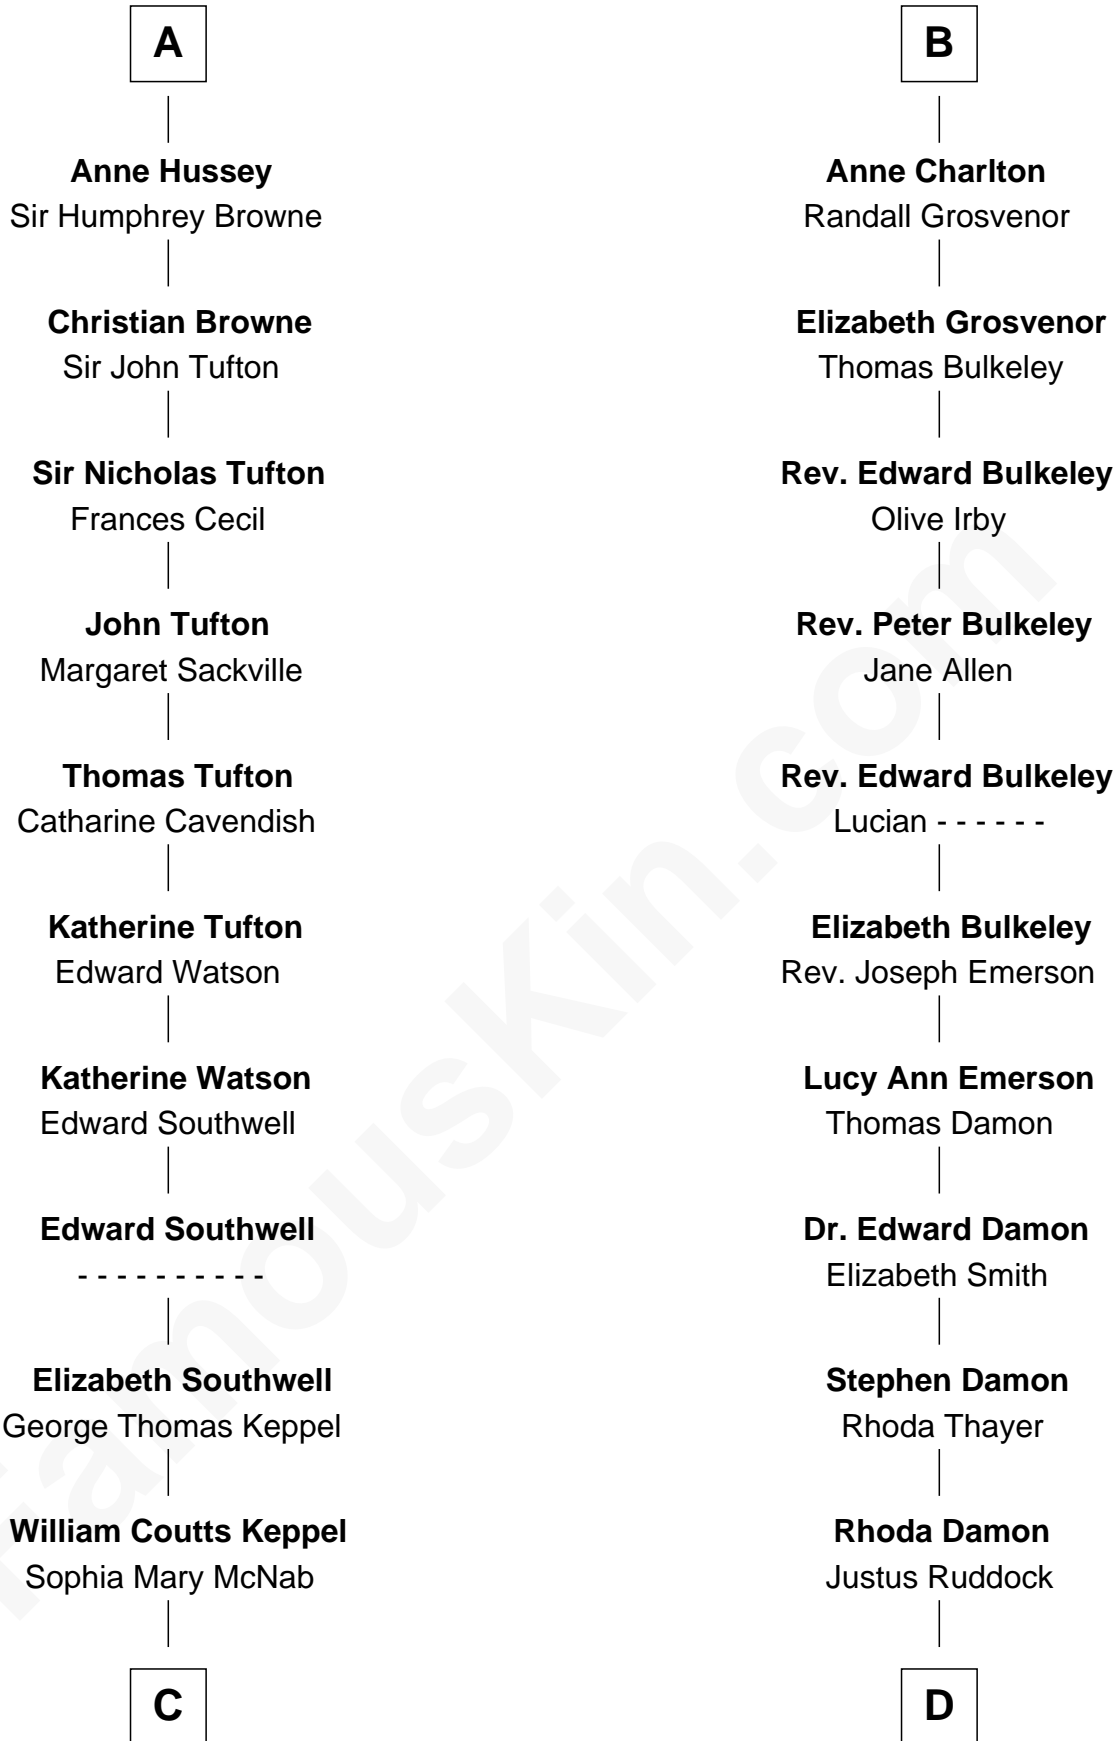 A
Anne Hussey
Sir Humphrey Browne
Christian Browne
Sir John Tufton
Sir Nicholas Tufton
Frances Cecil
John Tufton
Margaret Sackville
Thomas Tufton
Catharine Cavendish
Katherine Tufton
Edward Watson
Katherine Watson
Edward Southwell
Edward Southwell
- - - - - - - - - -
Elizabeth Southwell
George Thomas Keppel
William Coutts Keppel
Sophia Mary McNab
C
B
Anne Charlton
Randall Grosvenor
Elizabeth Grosvenor
Thomas Bulkeley
Rev. Edward Bulkeley
Olive Irby
Rev. Peter Bulkeley
Jane Allen
Rev. Edward Bulkeley
Lucian - - - - - -
Elizabeth Bulkeley
Rev. Joseph Emerson
Lucy Ann Emerson
Thomas Damon
Dr. Edward Damon
Elizabeth Smith
Stephen Damon
Rhoda Thayer
Rhoda Damon
Justus Ruddock
D
FamousKin.com